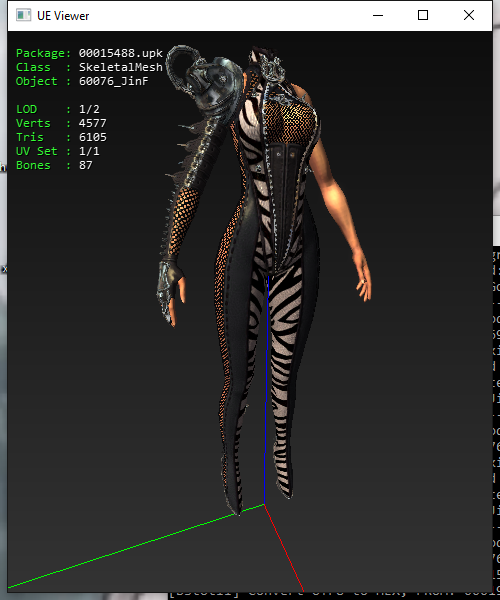 UE Viewer
Package: 00015488.upk
Class : SkeletalMesh
Object : 60076_JinF
LOD : 1/2
Verts : 4577
Tris : 6105
UV Set : 1/1
Bones : 87